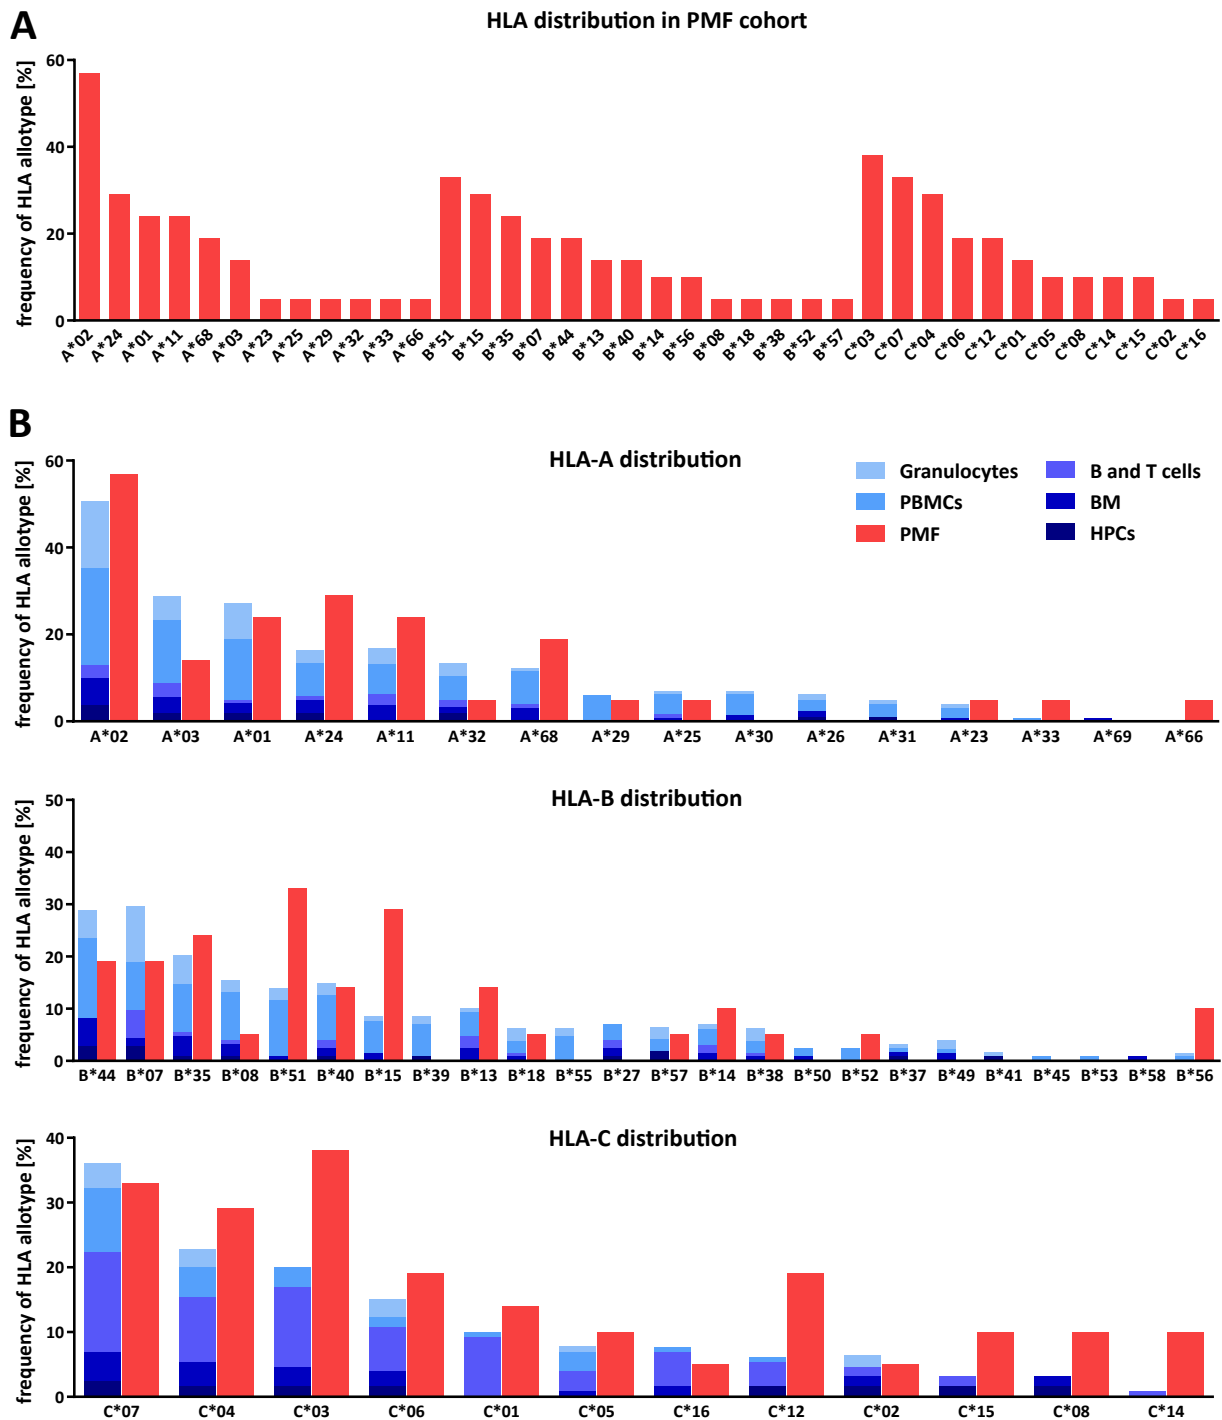 A
HLA distribution in PMF cohort
frequency of HLA allotype [%]
60
40
20
0
A*02 A*24 A*01 A*11 A*68 A*03 A*23 A*25 A*29 A*32 A*33 A*66 B*51 B*15 B*35 B*07 B*44 B*13 B*40 B*14 B*56 B*08 B*18 B*38 B*52 B*57 C*03 C*07 C*04 C*06 C*12 C*01 C*05 C*08 C*14 C*15 C*02 C*16
B
HLA-A distribution
frequency of HLA allotype [%]
60
40
20
0
Granulocytes
PBMCs
PMF
B and T cells
BM
HPCs
A*02 A*03 A*01 A*24 A*11 A*32 A*68 A*29 A*25 A*30 A*26 A*31 A*23 A*33 A*69 A*66
HLA-B distribution
frequency of HLA allotype [%]
50
40
30
20
10
0
B*44 B*07 B*35 B*08 B*51 B*40 B*15 B*39 B*13 B*18 B*55 B*27 B*57 B*14 B*38 B*50 B*52 B*37 B*49 B*41 B*45 B*53 B*58 B*56
HLA-C distribution
frequency of HLA allotype [%]
40
30
20
10
0
C*07 C*04 C*03 C*06 C*01 C*05 C*16 C*12 C*02 C*15 C*08 C*14